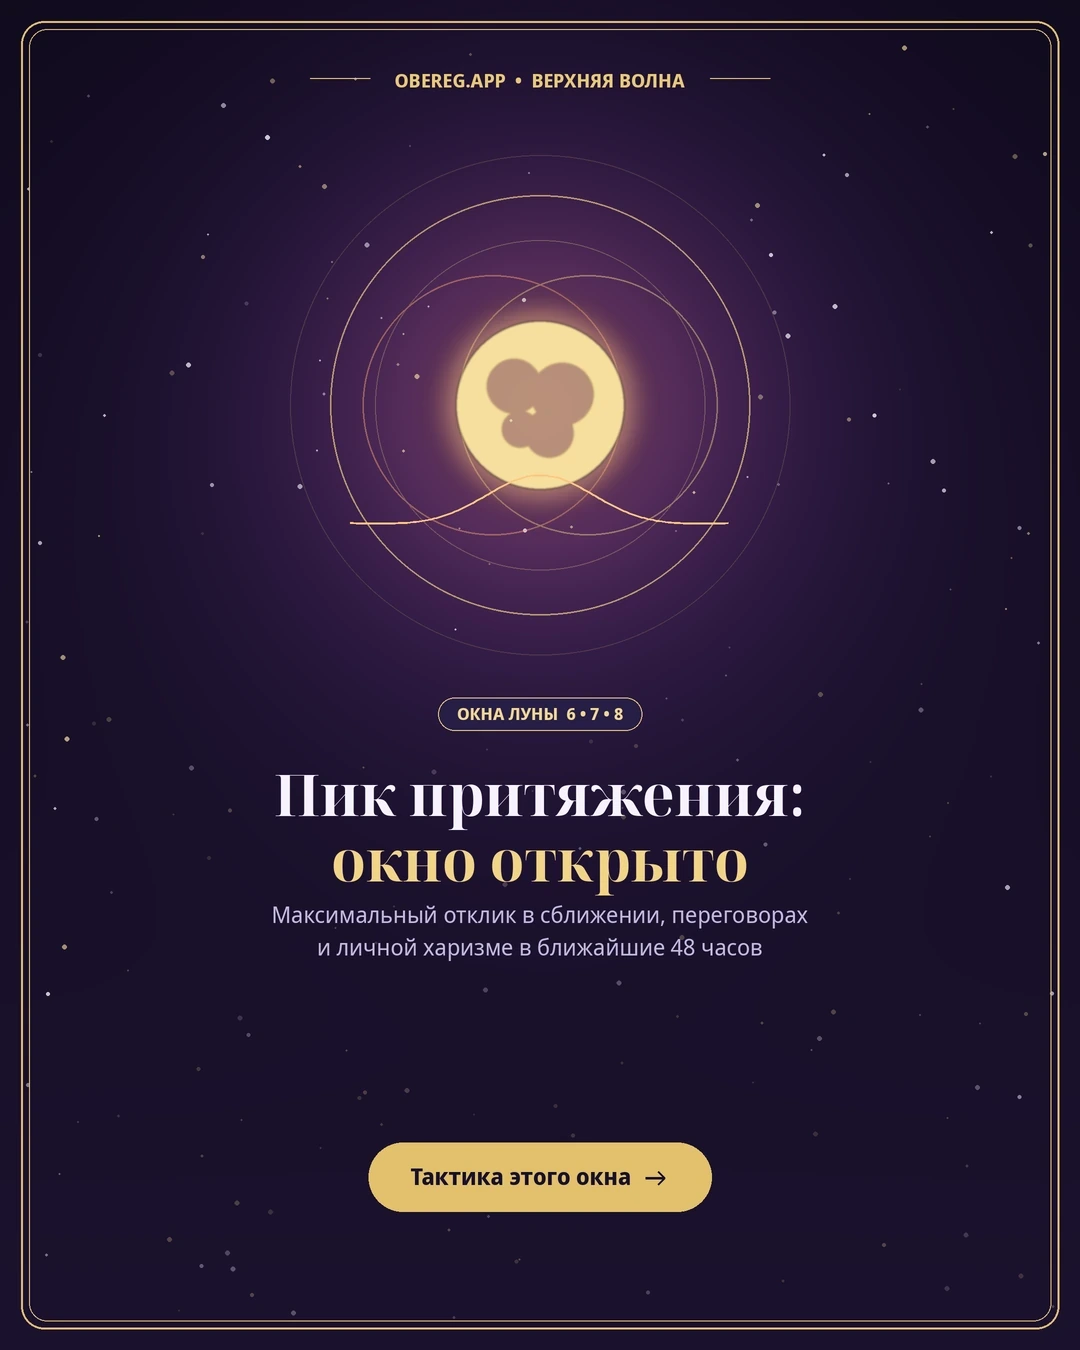 OBEREG.APP • ВЕРХНЯЯ ВОЛНА
ОКНА ЛУНЫ 6 • 7 • 8
Пик притяжения:
окно открыто
Максимальный отклик в сближении, переговорах
и личной харизме в ближайшие 48 часов
Тактика этого окна →